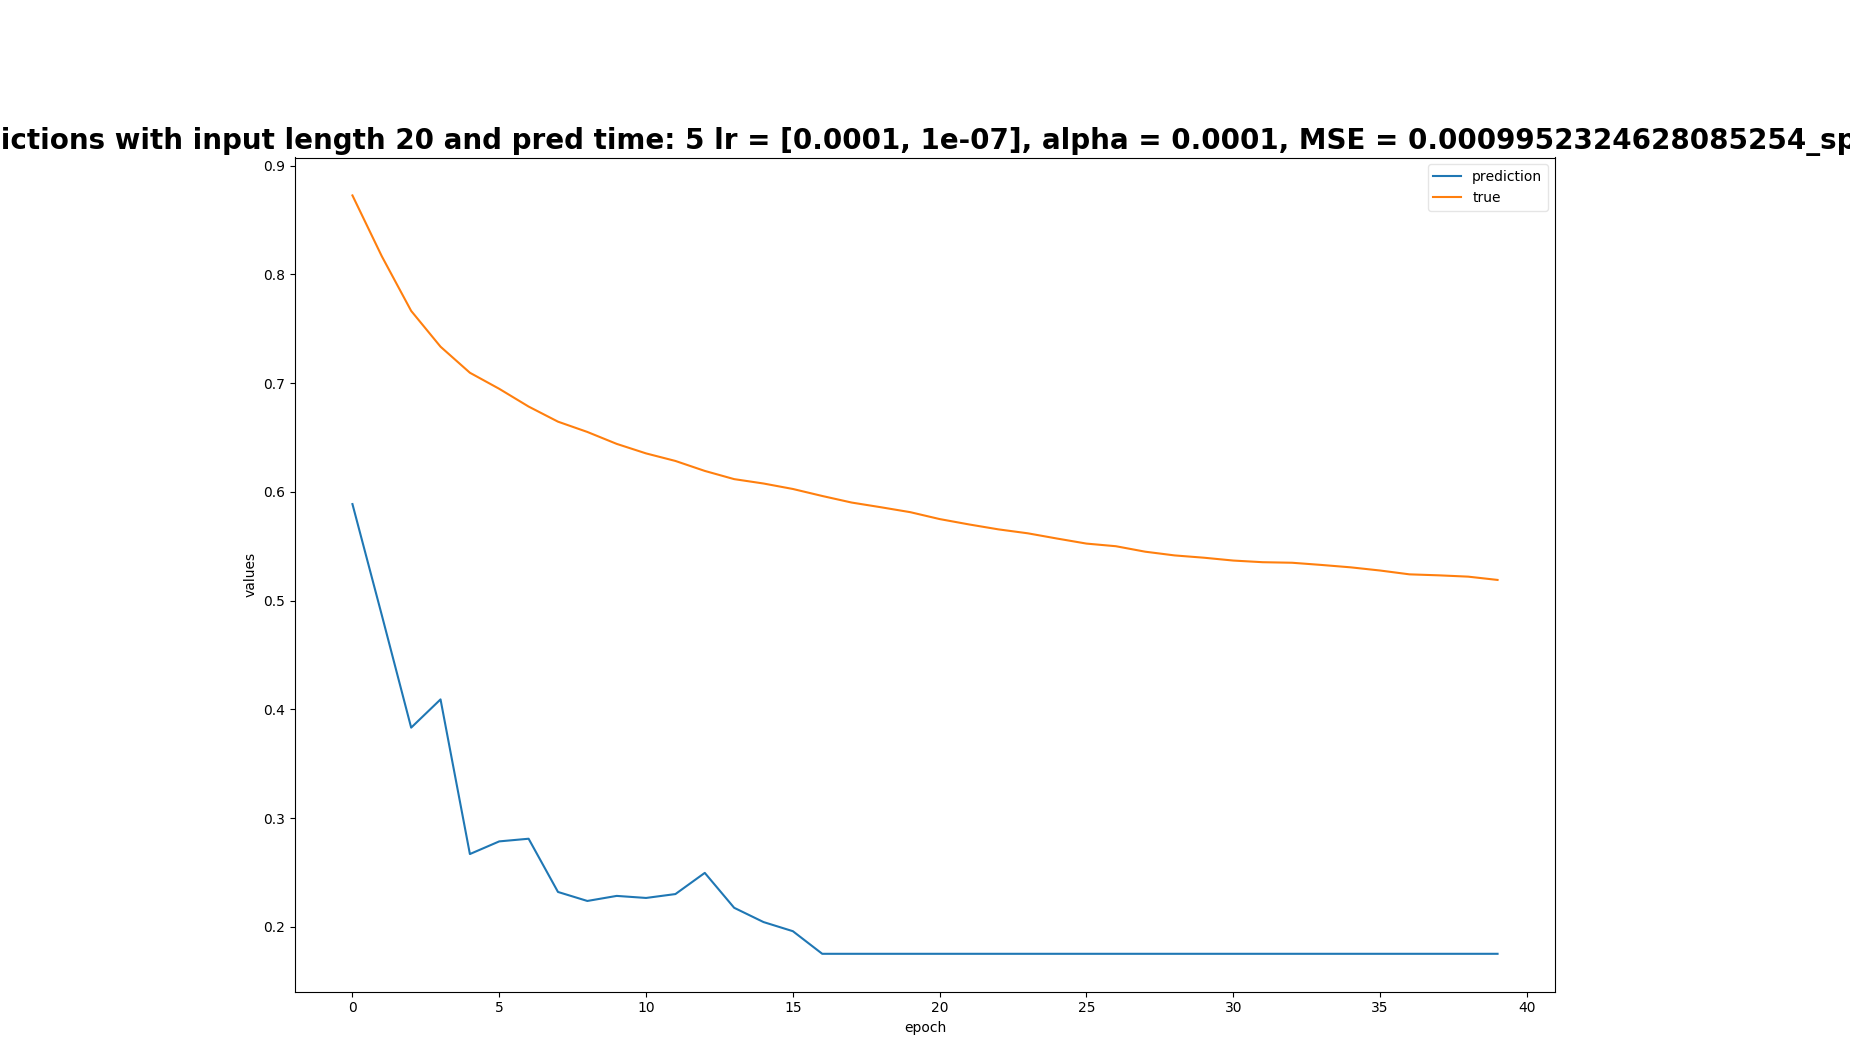 ictions with input length 20 and pred time: 5 lr = [0.0001, 1e-07], alpha = 0.0001, MSE = 0.0009952324628085254_sp
prediction
true
0.9
0.8
0.7
0.6
0.5
0.4
0.3
0.2
values
0 5 10 15 20 25 30 35 40
epoch